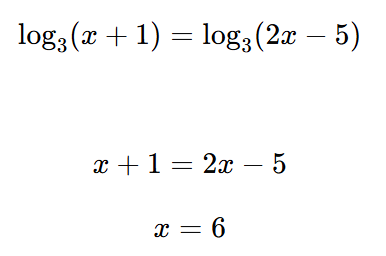 log₃(x + 1) = log₃(2x − 5)
x + 1 = 2x − 5
x = 6